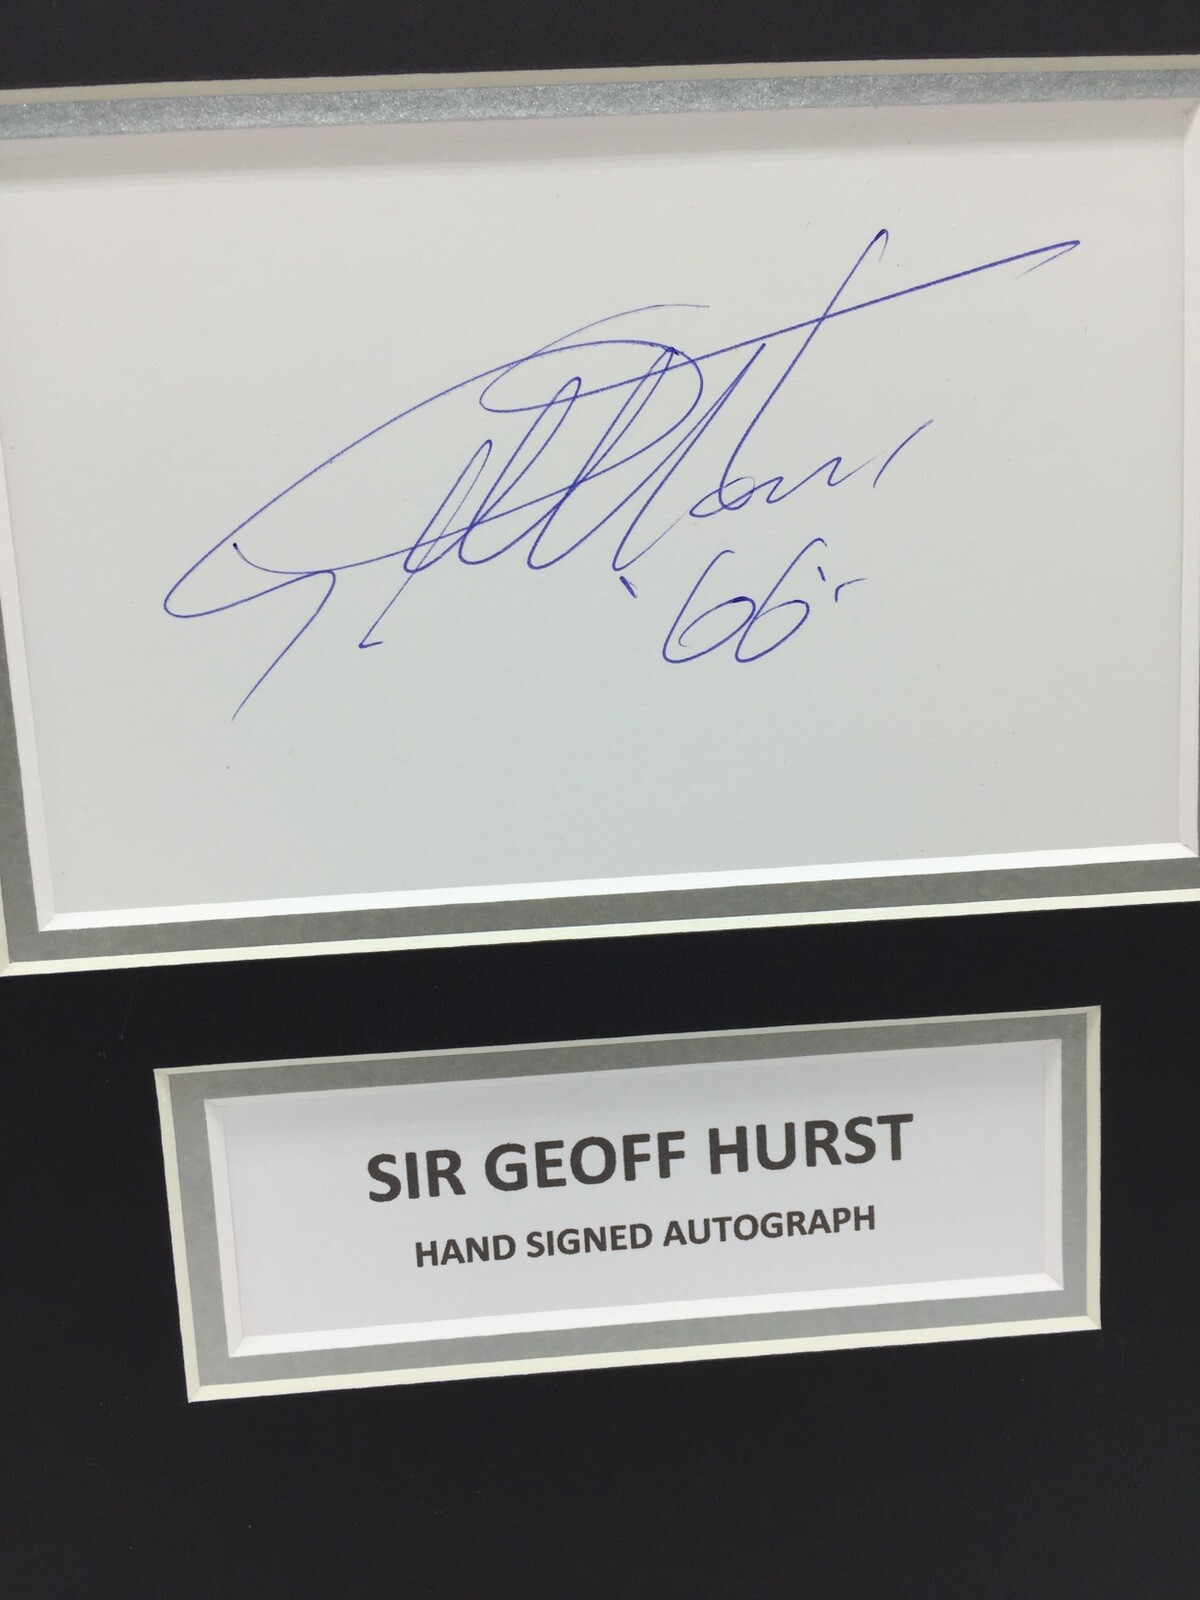 '66'
SIR GEOFF HURST
HAND SIGNED AUTOGRAPH